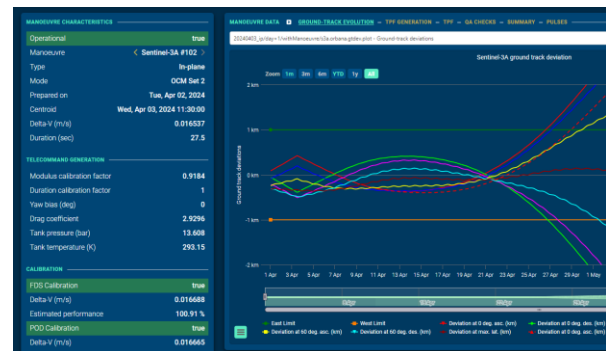 MANOEUVRE CHARACTERISTICS
Operational true
Manoeuvre < Sentinel-3A #102 >
Type In-plane
Mode OCM Set 2
Prepared on Tue, Apr 02, 2024
Centroid Wed, Apr 03, 2024 11:30:00
Delta-V (m/s) 0.016537
Duration (sec) 27.5
TELECOMMAND GENERATION
Modulus calibration factor 0.9184
Duration calibration factor 1
Yaw bias (deg) 0
Drag coefficient 2.9296
Tank pressure (bar) 13.608
Tank temperature (K) 293.15
CALIBRATION
FDS Calibration true
Delta-V (m/s) 0.016688
Estimated performance 100.91 %
POD Calibration true
Delta-V (m/s) 0.016665
MANOEUVRE DATA GROUND-TRACK EVOLUTION – TPF GENERATION – TPF – QA CHECKS – SUMMARY – PULSES
- Ground-track deviations
Sentinel-3A ground track deviation
Zoom 1m 3m 6m YTD 1y All
Ground-track deviations
2 km
1 km
0 km
-1 km
-2 km
1 Apr 3 Apr 5 Apr 7 Apr 9 Apr 11 Apr 13 Apr 15 Apr 17 Apr 19 Apr 21 Apr 23 Apr 25 Apr 27 Apr 29 Apr 1 May
East Limit West Limit Deviation at 0 deg. asc. (km) Deviation at 0 deg. des. (km)
Deviation at 60 deg. asc. (km) Deviation at 60 deg. des. (km) Deviation at max. lat. (km) Deviation at 0 deg.